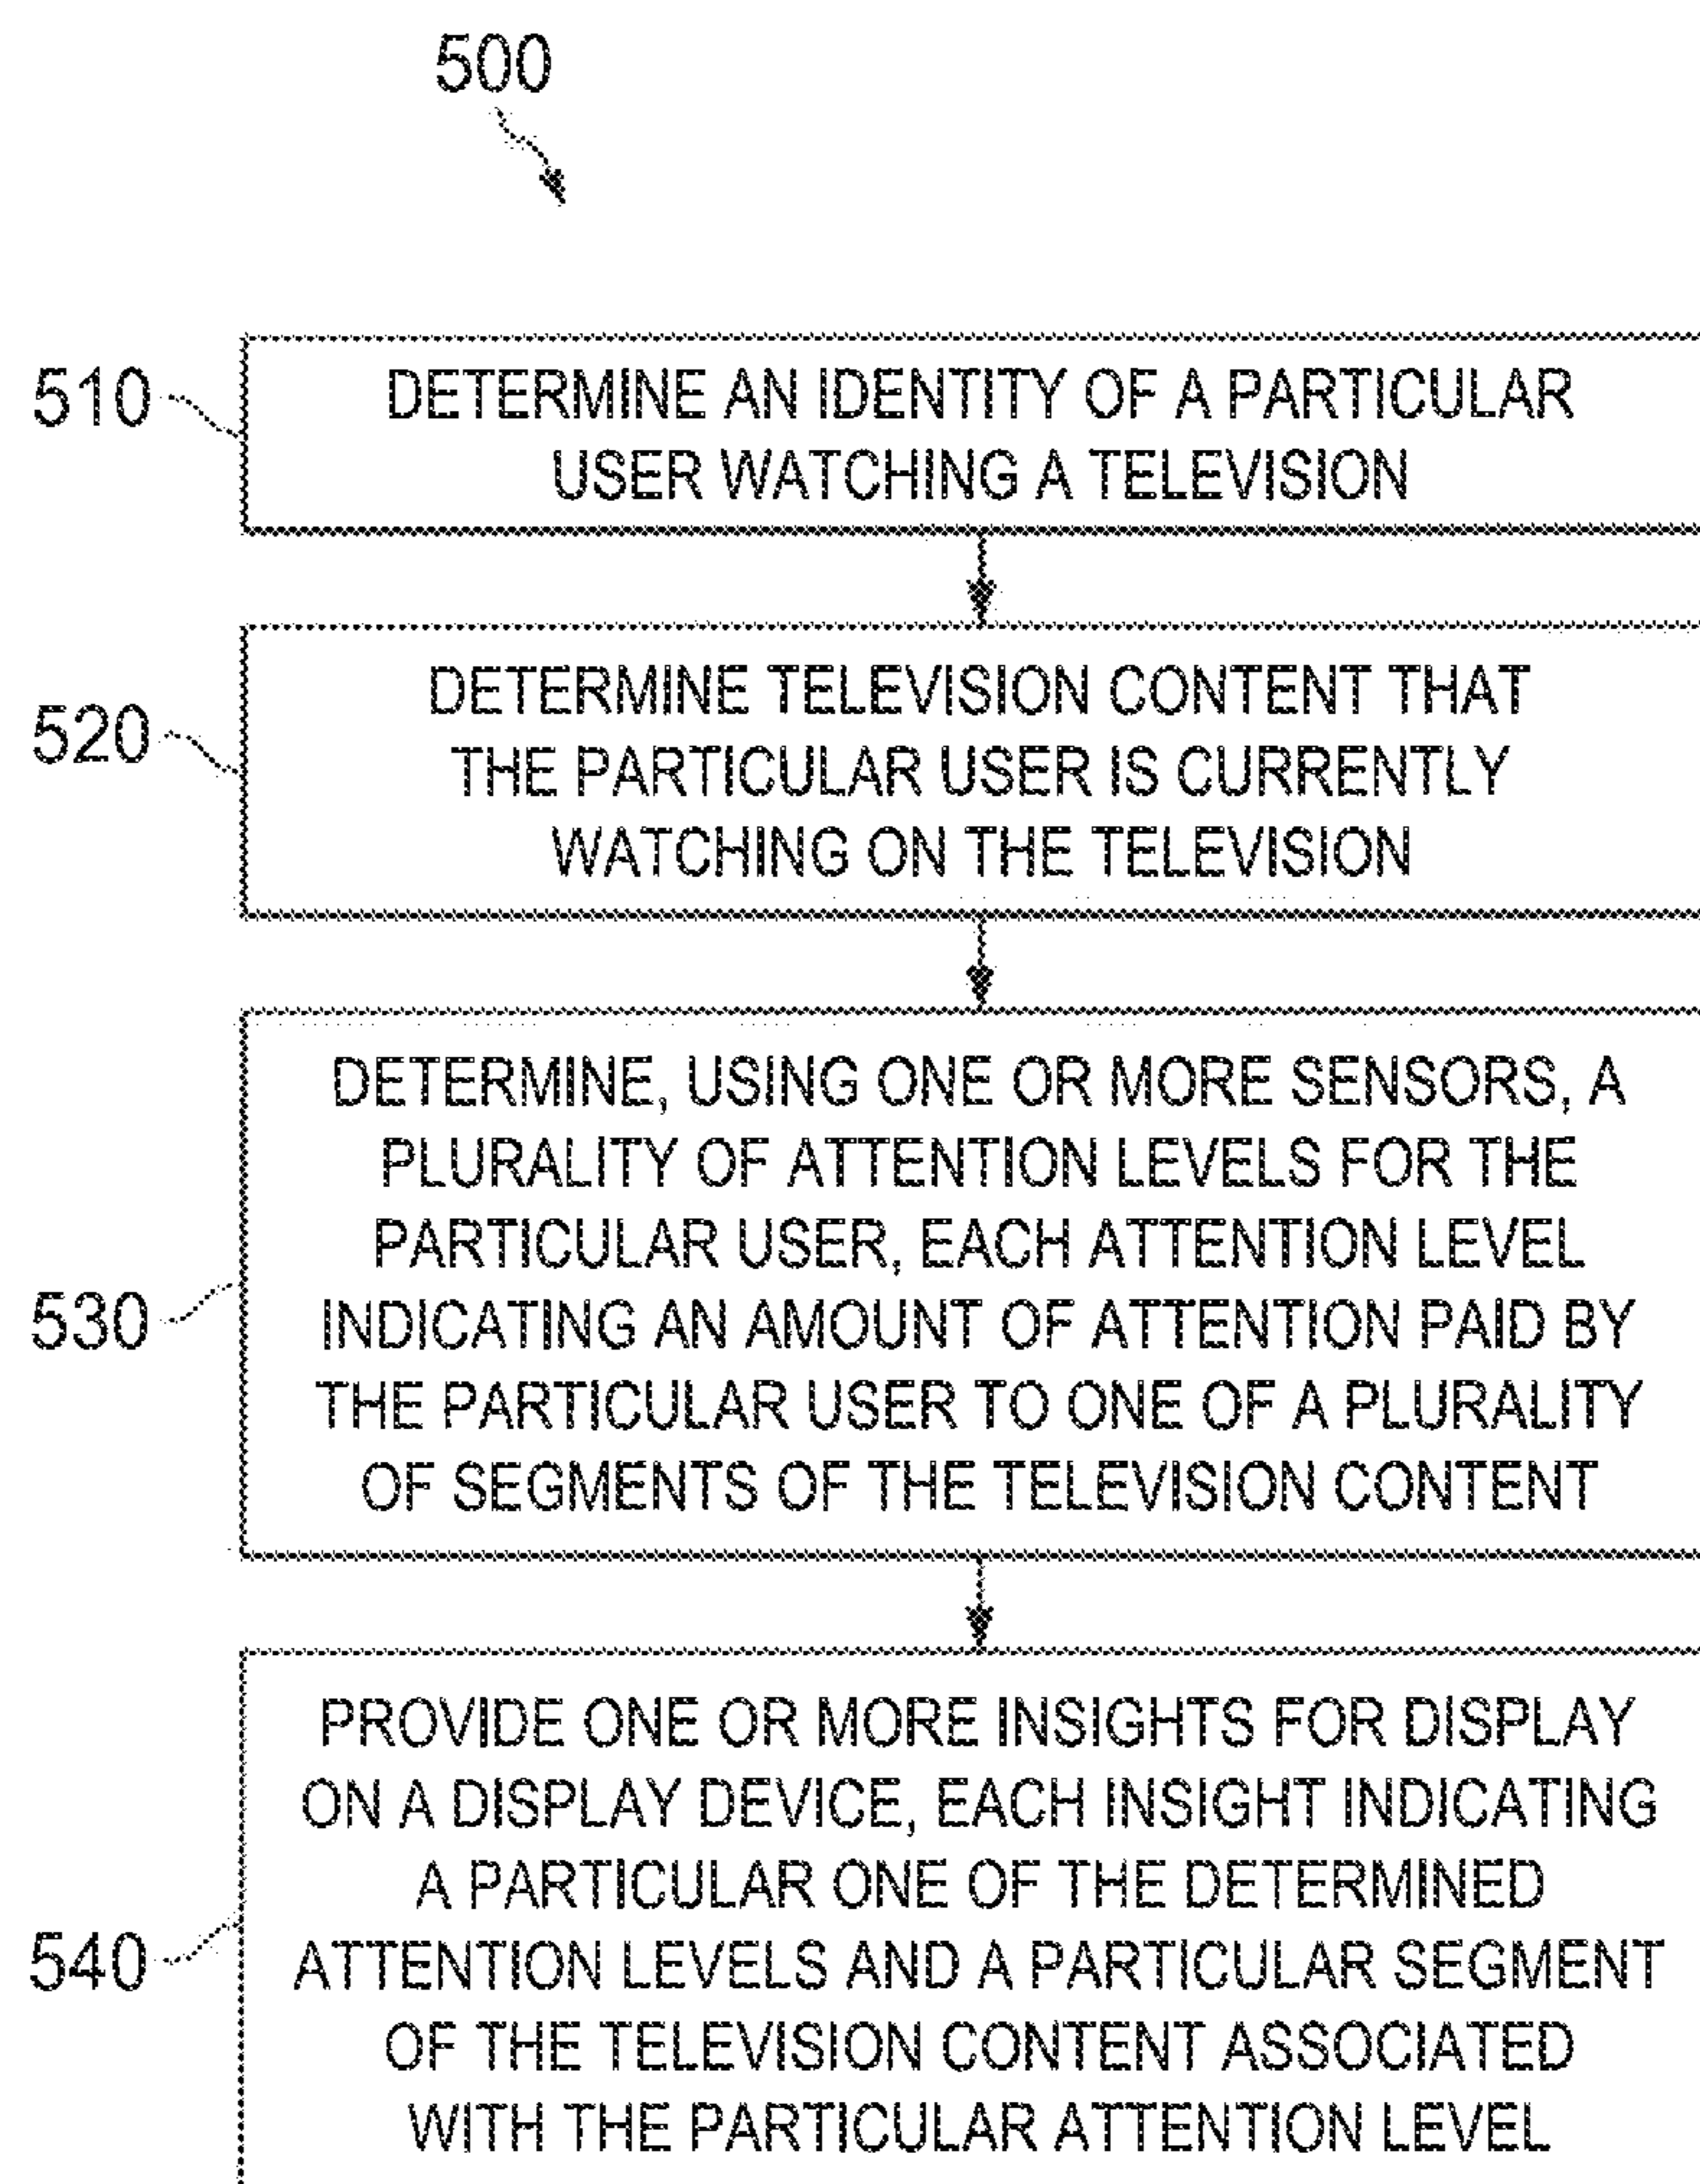 500
510
DETERMINE AN IDENTITY OF A PARTICULAR
USER WATCHING A TELEVISION
520
DETERMINE TELEVISION CONTENT THAT
THE PARTICULAR USER IS CURRENTLY
WATCHING ON THE TELEVISION
530
DETERMINE, USING ONE OR MORE SENSORS, A
PLURALITY OF ATTENTION LEVELS FOR THE
PARTICULAR USER, EACH ATTENTION LEVEL
INDICATING AN AMOUNT OF ATTENTION PAID BY
THE PARTICULAR USER TO ONE OF A PLURALITY
OF SEGMENTS OF THE TELEVISION CONTENT
540
PROVIDE ONE OR MORE INSIGHTS FOR DISPLAY
ON A DISPLAY DEVICE, EACH INSIGHT INDICATING
A PARTICULAR ONE OF THE DETERMINED
ATTENTION LEVELS AND A PARTICULAR SEGMENT
OF THE TELEVISION CONTENT ASSOCIATED
WITH THE PARTICULAR ATTENTION LEVEL